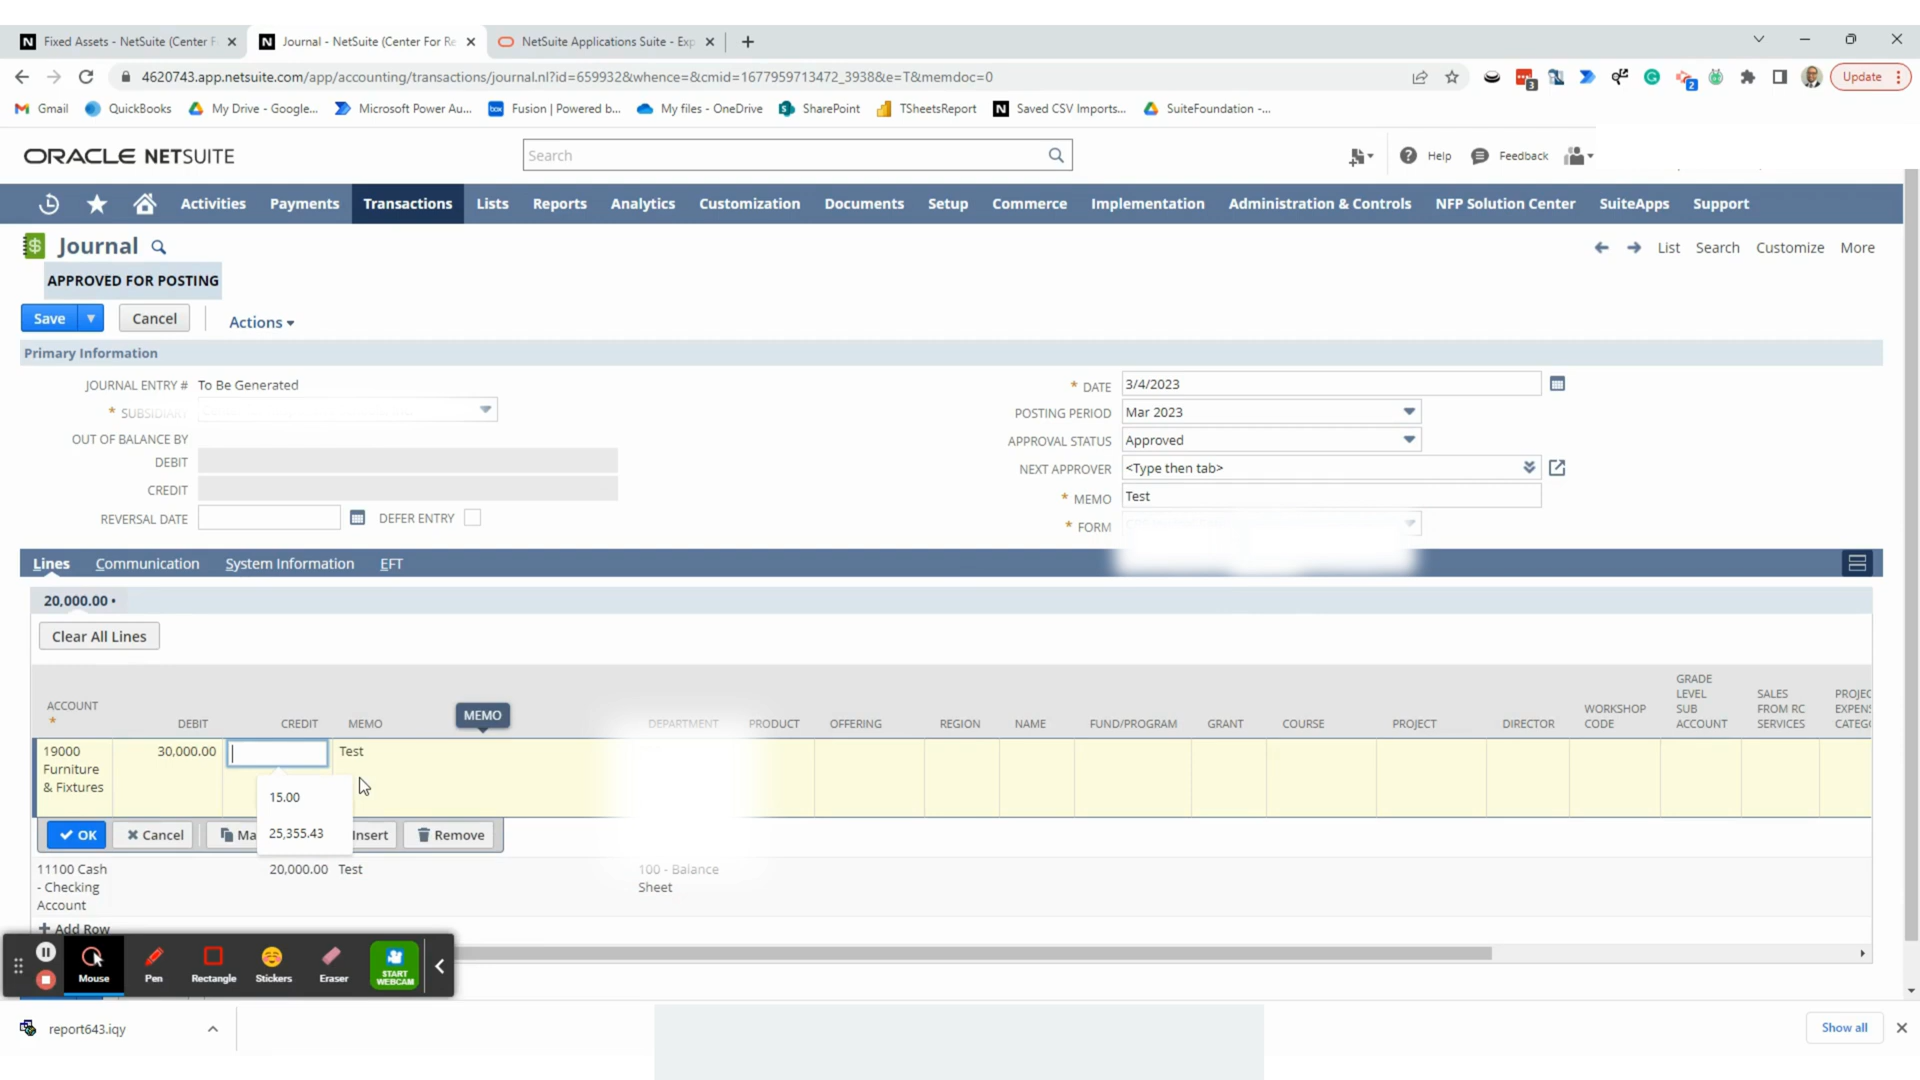 Fixed Assets - NetSuite (Center F
Journal - NetSuite (Center For Re
NetSuite Applications Suite - Exp
4620743.app.netsuite.com/app/accounting/transactions/journal.nl?id=659932&whence=&cmid=1677959713472_3938&e=T&memdoc=0
3
2
Update
Gmail
QuickBooks
My Drive - Google...
Microsoft Power Au...
box
Fusion | Powered b...
My files - OneDrive
SharePoint
TSheetsReport
Saved CSV Imports...
SuiteFoundation -...
ORACLE NETSUITE
Search
Help
Feedback
Activities
Payments
Transactions
Lists
Reports
Analytics
Customization
Documents
Setup
Commerce
Implementation
Administration & Controls
NFP Solution Center
SuiteApps
Support
Journal
List
Search
Customize
More
APPROVED FOR POSTING
Save
Cancel
Actions
Primary Information
JOURNAL ENTRY # To Be Generated
* SUBSIDIARY
OUT OF BALANCE BY
DEBIT
CREDIT
REVERSAL DATE
DEFER ENTRY
* DATE 3/4/2023
POSTING PERIOD Mar 2023
APPROVAL STATUS Approved
NEXT APPROVER <Type then tab>
* MEMO Test
* FORM
Lines
Communication
System Information
EFT
20,000.00 •
Clear All Lines
ACCOUNT *
DEBIT
CREDIT
MEMO
MEMO
DEPARTMENT
PRODUCT
OFFERING
REGION
NAME
FUND/PROGRAM
GRANT
COURSE
PROJECT
DIRECTOR
WORKSHOP CODE
GRADE LEVEL SUB ACCOUNT
SALES FROM RC SERVICES
PROJEC EXPENS CATEG
19000 Furniture & Fixtures
30,000.00
Test
15.00
25,355.43
OK
Cancel
Ma
Insert
Remove
11100 Cash - Checking Account
20,000.00
Test
100 - Balance Sheet
Add Row
Mouse
Pen
Rectangle
Stickers
Eraser
START WEBCAM
report643.iqy
Show all